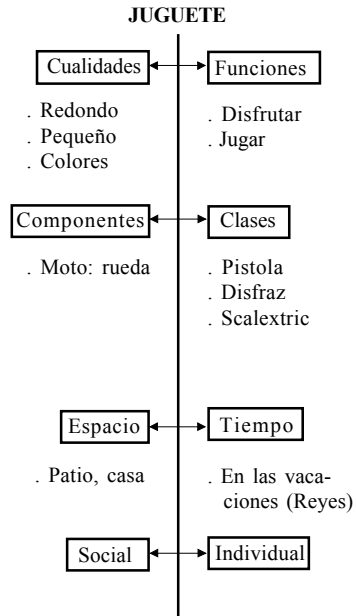 JUGUETE
Cualidades
Funciones
. Redondo
. Pequeño
. Colores
. Disfrutar
. Jugar
Componentes
Clases
. Moto: rueda
. Pistola
. Disfraz
. Scalextric
Espacio
Tiempo
. Patio, casa
. En las vaca-
ciones (Reyes)
Social
Individual